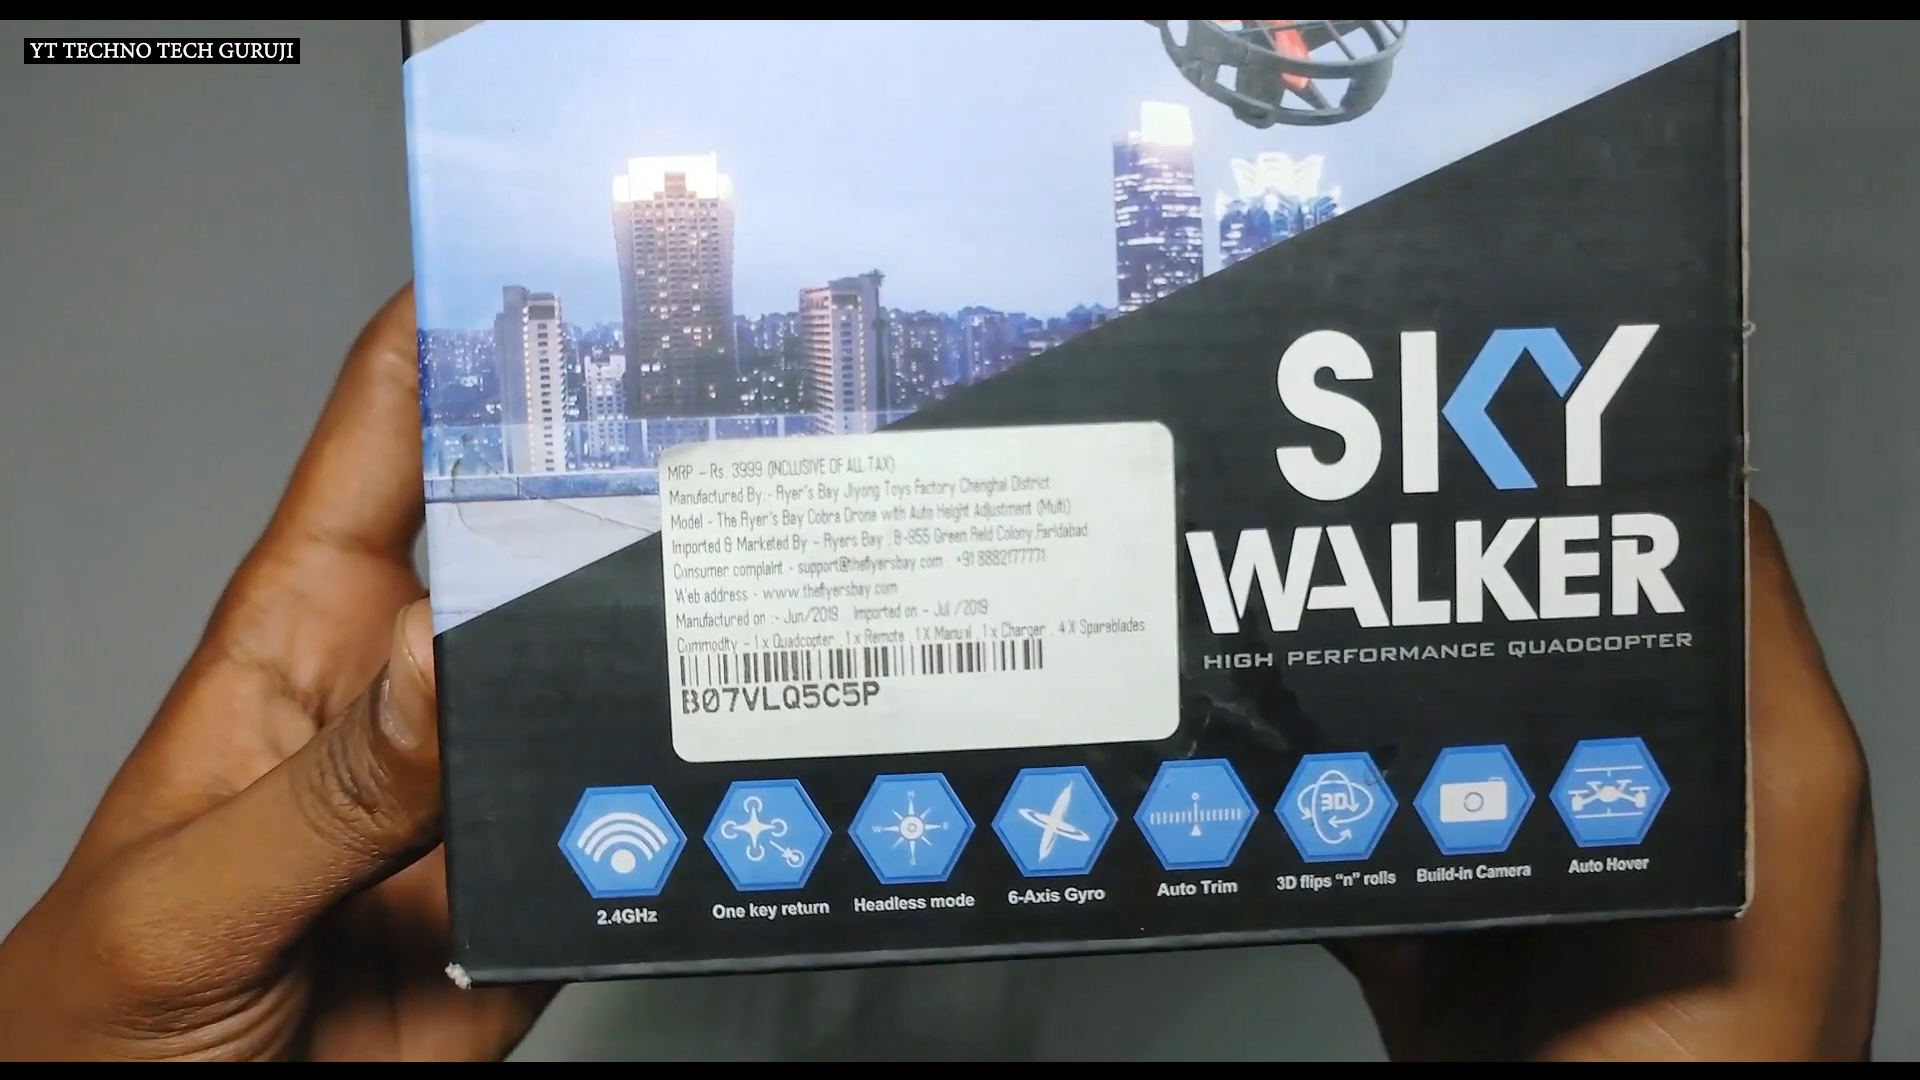 YT TECHNO TECH GURUJI
MRP - Rs. 3999 (INCLUSIVE OF ALL TAX)
Manufactured By:- Flyer's Bay Jiyong Toys Factory Chenghai District
Model - The Flyer's Bay Cobra Drone with Auto Height Adjustment (Multi)
Imported & Marketed By - Flyers Bay , B-955 Green Field Colony Faridabad
Consumer complaint - support@theflyersbay.com , +91 8882177771
Web address - www.theflyersbay.com
Manufactured on :- Jun/2019 Imported on - Jul /2019
Commodity - 1 x Quadcopter , 1 x Remote , 1 X Manual , 1 x Charger , 4 X Spareblades
B07VLQ5C5P
SKY
WALKER
HIGH PERFORMANCE QUADCOPTER
N
W E
S
3D
2.4GHz
One key return
Headless mode
6-Axis Gyro
Auto Trim
3D flips "n" rolls
Build-in Camera
Auto Hover